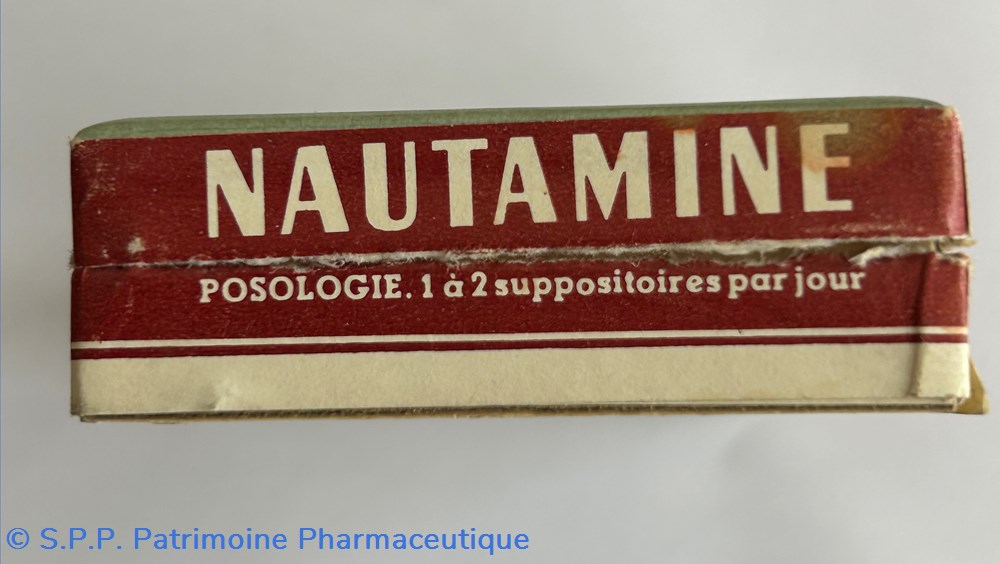 NAUTAMINE
POSOLOGIE. 1 à 2 suppositoires par jour
© S.P.P. Patrimoine Pharmaceutique